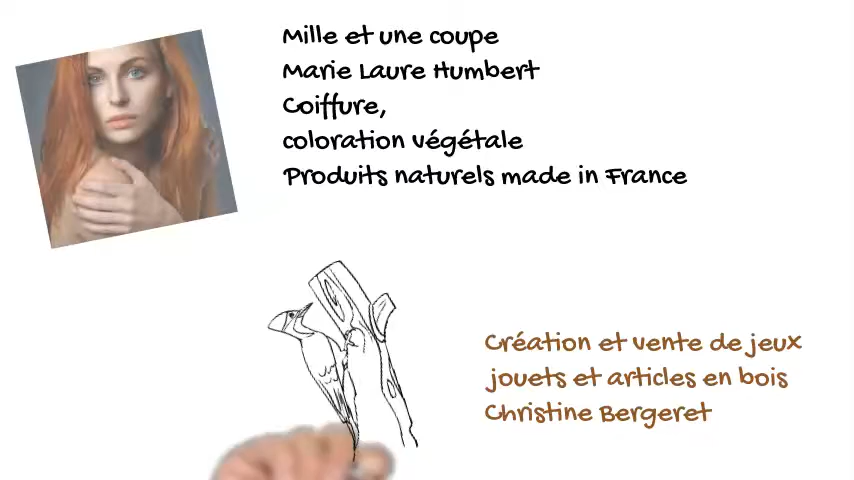 Mille et une coupe
Marie Laure Humbert
Coiffure,
coloration végétale
Produits naturels made in France
Création et vente de jeux
jouets et articles en bois
Christine Bergeret